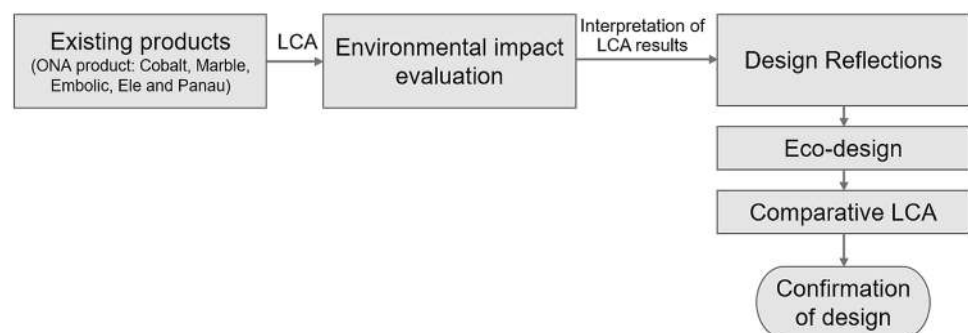 Existing products
(ONA product: Cobalt, Marble,
Embolic, Ele and Panau)
LCA
Environmental impact
evaluation
Interpretation of
LCA results
Design Reflections
Eco-design
Comparative LCA
Confirmation
of design